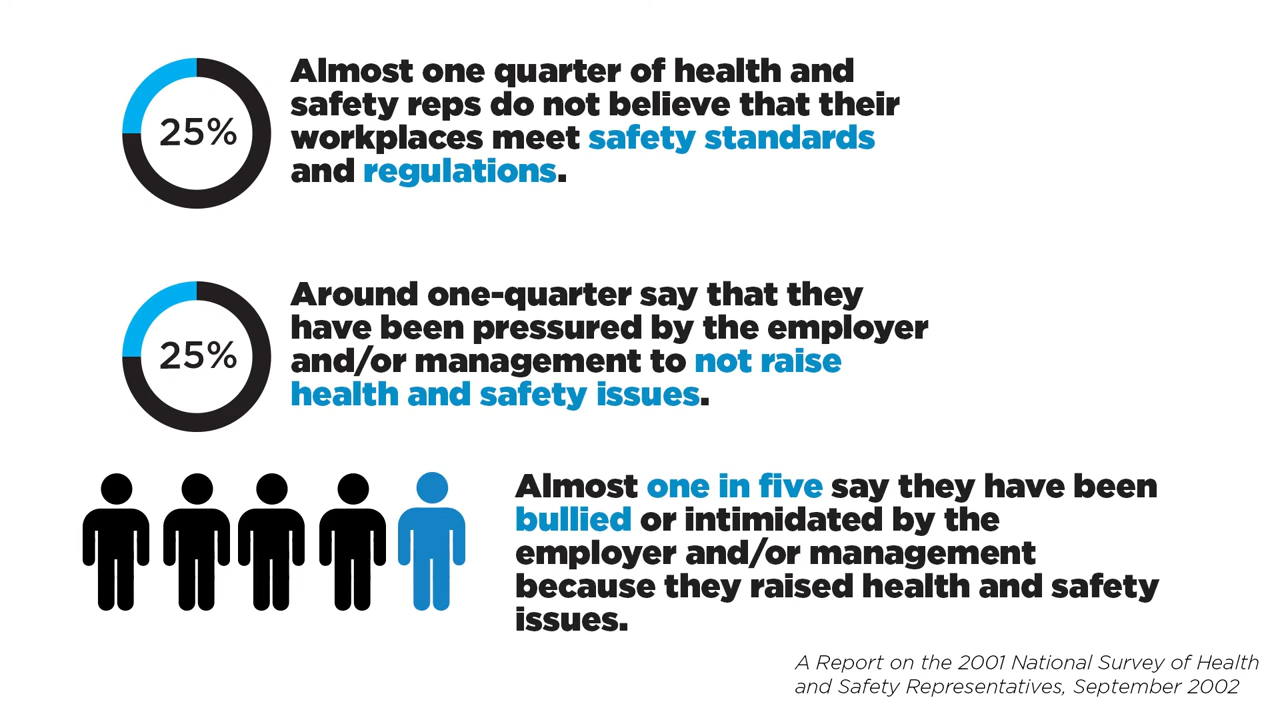 25%
Almost one quarter of health and
safety reps do not believe that their
workplaces meet safety standards
and regulations.
25%
Around one-quarter say that they
have been pressured by the employer
and/or management to not raise
health and safety issues.
Almost one in five say they have been
bullied or intimidated by the
employer and/or management
because they raised health and safety
issues.
A Report on the 2001 National Survey of Health
and Safety Representatives, September 2002